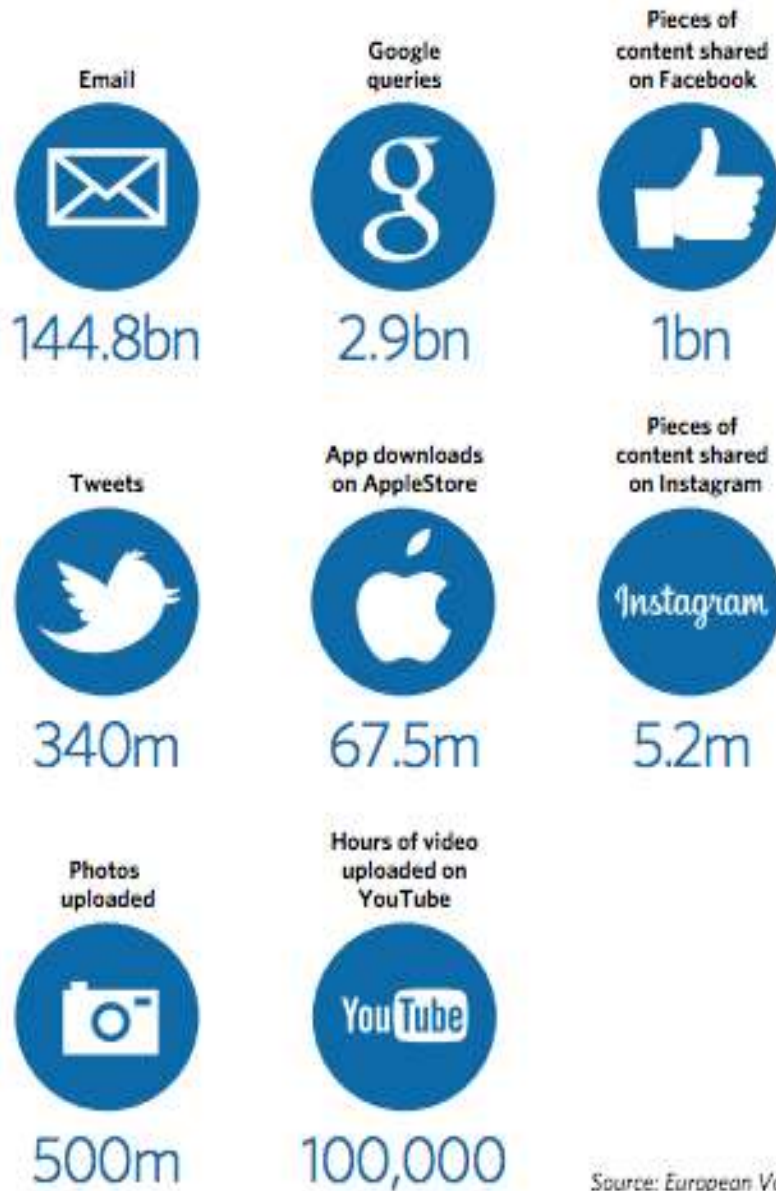 Email
Google
queries
Pieces of
content shared
on Facebook
g
144.8bn
2.9bn
1bn
Tweets
App downloads
on AppleStore
Pieces of
content shared
on Instagram
Instagram
340m
67.5m
5.2m
Photos
uploaded
Hours of video
uploaded on
YouTube
YouTube
500m
100,000
Source: European